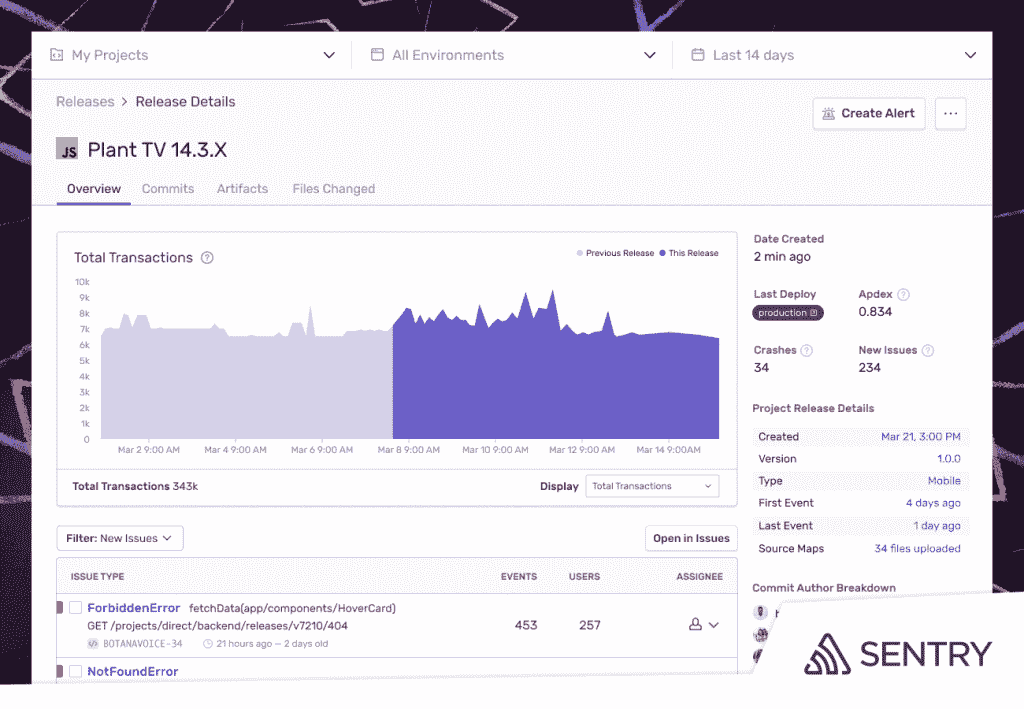 My Projects
All Environments
Last 14 days
Releases > Release Details
Create Alert
...
JS Plant TV 14.3.X
Overview Commits Artifacts Files Changed
Total Transactions ?
Previous Release This Release
10k
9k
8k
7k
6k
5k
4k
3k
2k
1k
0
Mar 2 9:00 AM Mar 4 9:00 AM Mar 6 9:00 AM Mar 8 9:00 AM Mar 10 9:00 AM Mar 12 9:00 AM Mar 14 9:00AM
Total Transactions 343k
Display Total Transactions
Filter: New Issues
Open in Issues
ISSUE TYPE EVENTS USERS ASSIGNEE
ForbiddenError fetchData(app/components/HoverCard)
GET /projects/direct/backend/releases/v7210/404
453 257
BOTANAVOICE-34 21 hours ago — 2 days old
NotFoundError
Date Created
2 min ago
Last Deploy Apdex ?
production 0.834
Crashes ? New Issues ?
34 234
Project Release Details
Created Mar 21, 3:00 PM
Version 1.0.0
Type Mobile
First Event 4 days ago
Last Event 1 day ago
Source Maps 34 files uploaded
Commit Author Breakdown
SENTRY